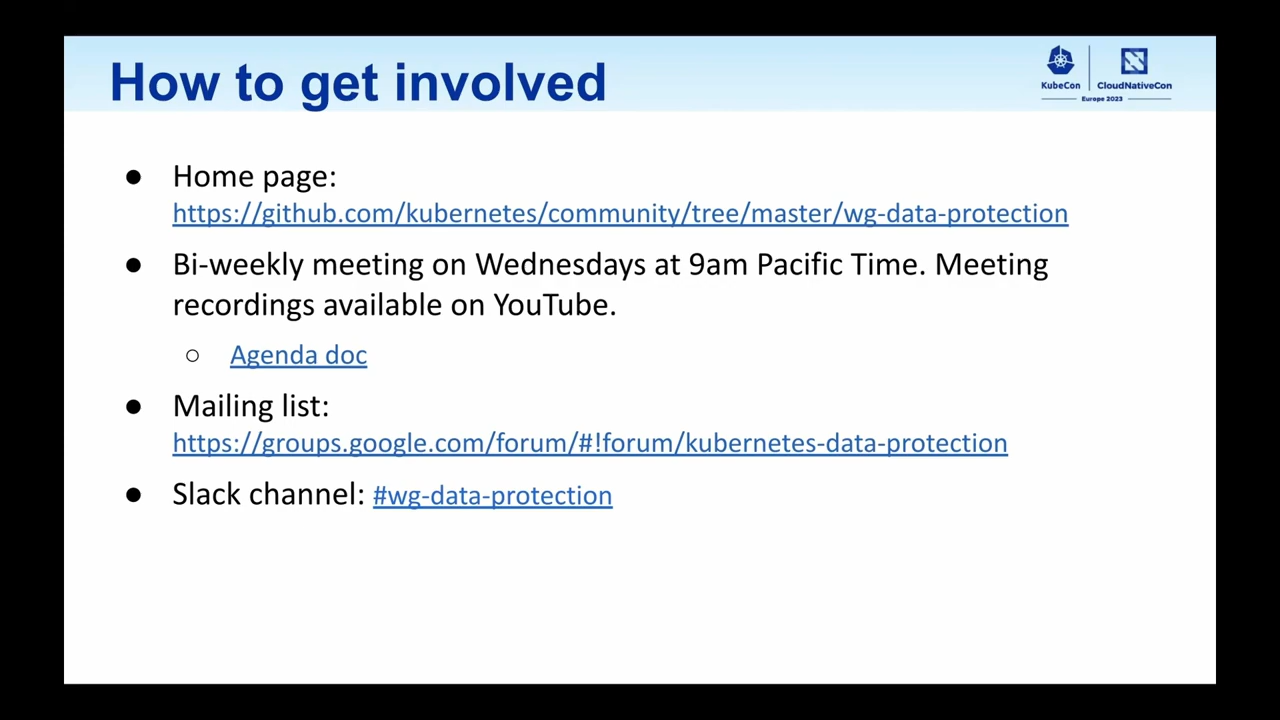 How to get involved
KubeCon
CloudNativeCon
Europe 2023
● Home page:
https://github.com/kubernetes/community/tree/master/wg-data-protection
● Bi-weekly meeting on Wednesdays at 9am Pacific Time. Meeting
recordings available on YouTube.
○ Agenda doc
● Mailing list:
https://groups.google.com/forum/#!forum/kubernetes-data-protection
● Slack channel: #wg-data-protection